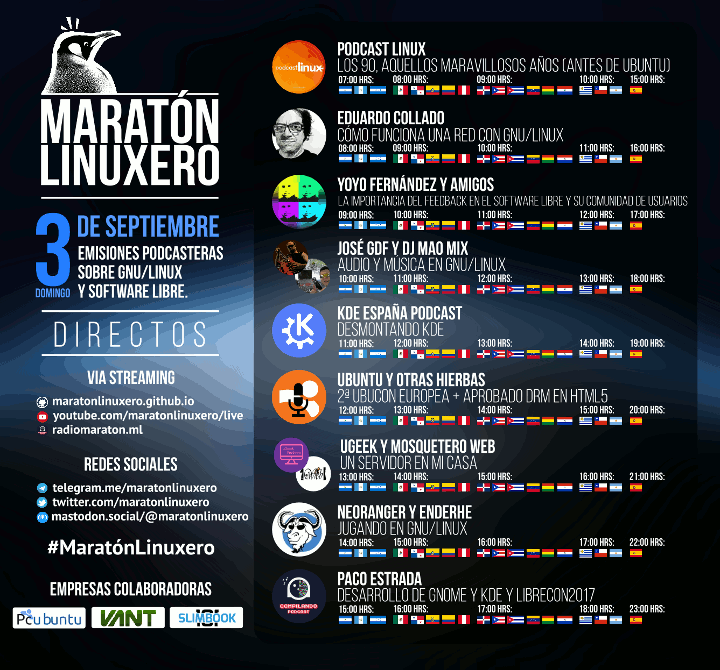 MARATÓN
LINUXERO
3 DE SEPTIEMBRE
DOMINGO
EMISIONES PODCASTERAS
SOBRE GNU/LINUX
Y SOFTWARE LIBRE.
DIRECTOS
VIA STREAMING
maratonlinuxero.github.io
youtube.com/maratonlinuxero/live
radiomaraton.ml
REDES SOCIALES
telegram.me/maratonlinuxero
twitter.com/maratonlinuxero
mastodon.social/@maratonlinuxero
#MaratónLinuxero
EMPRESAS COLABORADORAS
Pcubuntu VANT SLIMBOOK
podcastlinux
PODCAST LINUX
LOS 90, AQUELLOS MARAVILLOSOS AÑOS (ANTES DE UBUNTU)
07:00 HRS: 08:00 HRS: 09:00 HRS: 10:00 HRS: 15:00 HRS:
EDUARDO COLLADO
CÓMO FUNCIONA UNA RED CON GNU/LINUX
08:00 HRS: 09:00 HRS: 10:00 HRS: 11:00 HRS: 16:00 HRS:
YOYO FERNÁNDEZ Y AMIGOS
LA IMPORTANCIA DEL FEEDBACK EN EL SOFTWARE LIBRE Y SU COMUNIDAD DE USUARIOS
09:00 HRS: 10:00 HRS: 11:00 HRS: 12:00 HRS: 17:00 HRS:
JOSÉ GDF Y DJ MAO MIX
AUDIO Y MÚSICA EN GNU/LINUX
10:00 HRS: 11:00 HRS: 12:00 HRS: 13:00 HRS: 18:00 HRS:
K
KDE ESPAÑA PODCAST
DESMONTANDO KDE
11:00 HRS: 12:00 HRS: 13:00 HRS: 14:00 HRS: 19:00 HRS:
UBUNTU Y OTRAS HIERBAS
2ª UBUCON EUROPEA + APROBADO DRM EN HTML5
12:00 HRS: 13:00 HRS: 14:00 HRS: 15:00 HRS: 20:00 HRS:
UGEEK Y MOSQUETERO WEB
UN SERVIDOR EN MI CASA
13:00 HRS: 14:00 HRS: 15:00 HRS: 16:00 HRS: 21:00 HRS:
NEORANGER Y ENDERHE
JUGANDO EN GNU/LINUX
14:00 HRS: 15:00 HRS: 16:00 HRS: 17:00 HRS: 22:00 HRS:
COMPILANDO
PODCAST
PACO ESTRADA
DESARROLLO DE GNOME Y KDE Y LIBRECON2017
15:00 HRS: 16:00 HRS: 17:00 HRS: 18:00 HRS: 23:00 HRS: